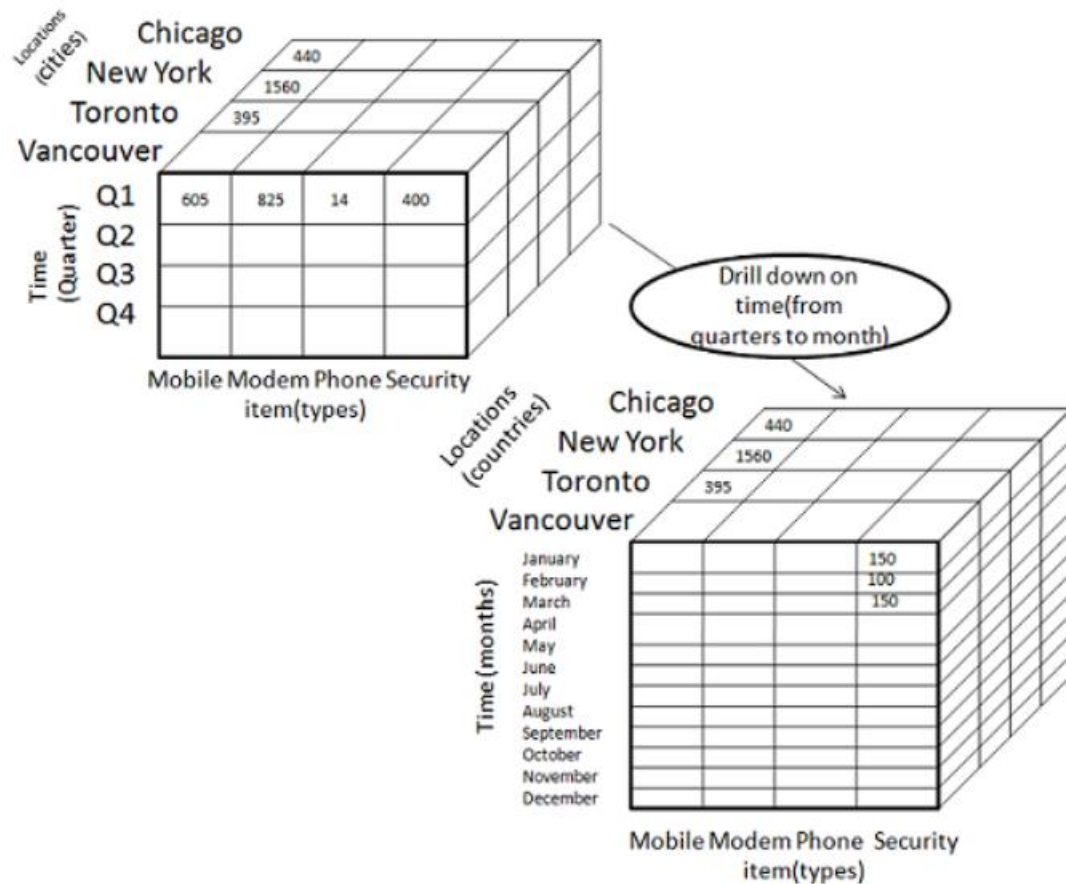 Locations
(cities)
Chicago
New York
Toronto
Vancouver
440
1560
395
Time
(Quarter)
Q1
Q2
Q3
Q4
605 825 14 400
Mobile Modem Phone Security
item(types)
Drill down on
time(from
quarters to month)
Locations
(countries)
Chicago
New York
Toronto
Vancouver
440
1560
395
Time (months)
January
February
March
April
May
June
July
August
September
October
November
December
150
100
150
Mobile Modem Phone Security
item(types)